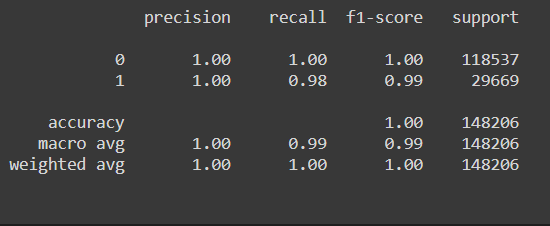 precision recall f1-score support
0 1.00 1.00 1.00 118537
1 1.00 0.98 0.99 29669
accuracy 1.00 148206
macro avg 1.00 0.99 0.99 148206
weighted avg 1.00 1.00 1.00 148206